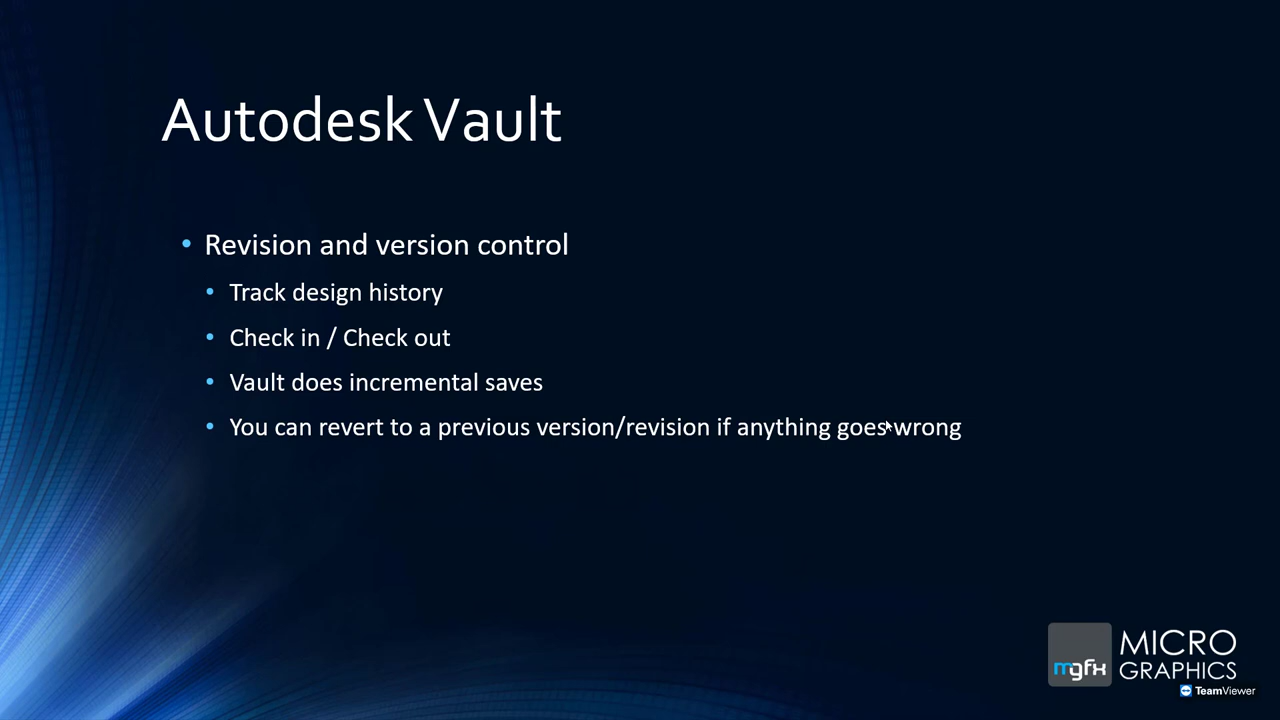 Autodesk Vault
• Revision and version control
• Track design history
• Check in / Check out
• Vault does incremental saves
• You can revert to a previous version/revision if anything goes wrong
mgfx
MICRO
GRAPHICS
TeamViewer